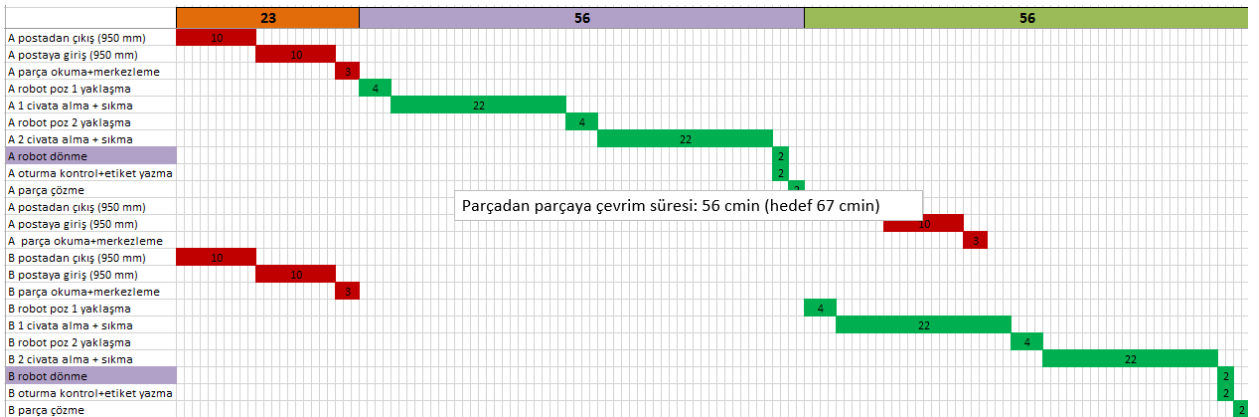 23 56 56
A postadan çıkış (950 mm) 10
A postaya giriş (950 mm) 10
A parça okuma+merkezleme 3
A robot poz 1 yaklaşma 4
A 1 civata alma + sıkma 22
A robot poz 2 yaklaşma 4
A 2 civata alma + sıkma 22
A robot dönme 2
A oturma kontrol+etiket yazma 2
A parça çözme 2
Parçadan parçaya çevrim süresi: 56 cmin (hedef 67 cmin)
A postadan çıkış (950 mm)
A postaya giriş (950 mm) 10
A parça okuma+merkezleme 3
B postadan çıkış (950 mm) 10
B postaya giriş (950 mm) 10
B parça okuma+merkezleme 3
B robot poz 1 yaklaşma 4
B 1 civata alma + sıkma 22
B robot poz 2 yaklaşma 4
B 2 civata alma + sıkma 22
B robot dönme 2
B oturma kontrol+etiket yazma 2
B parça çözme 2